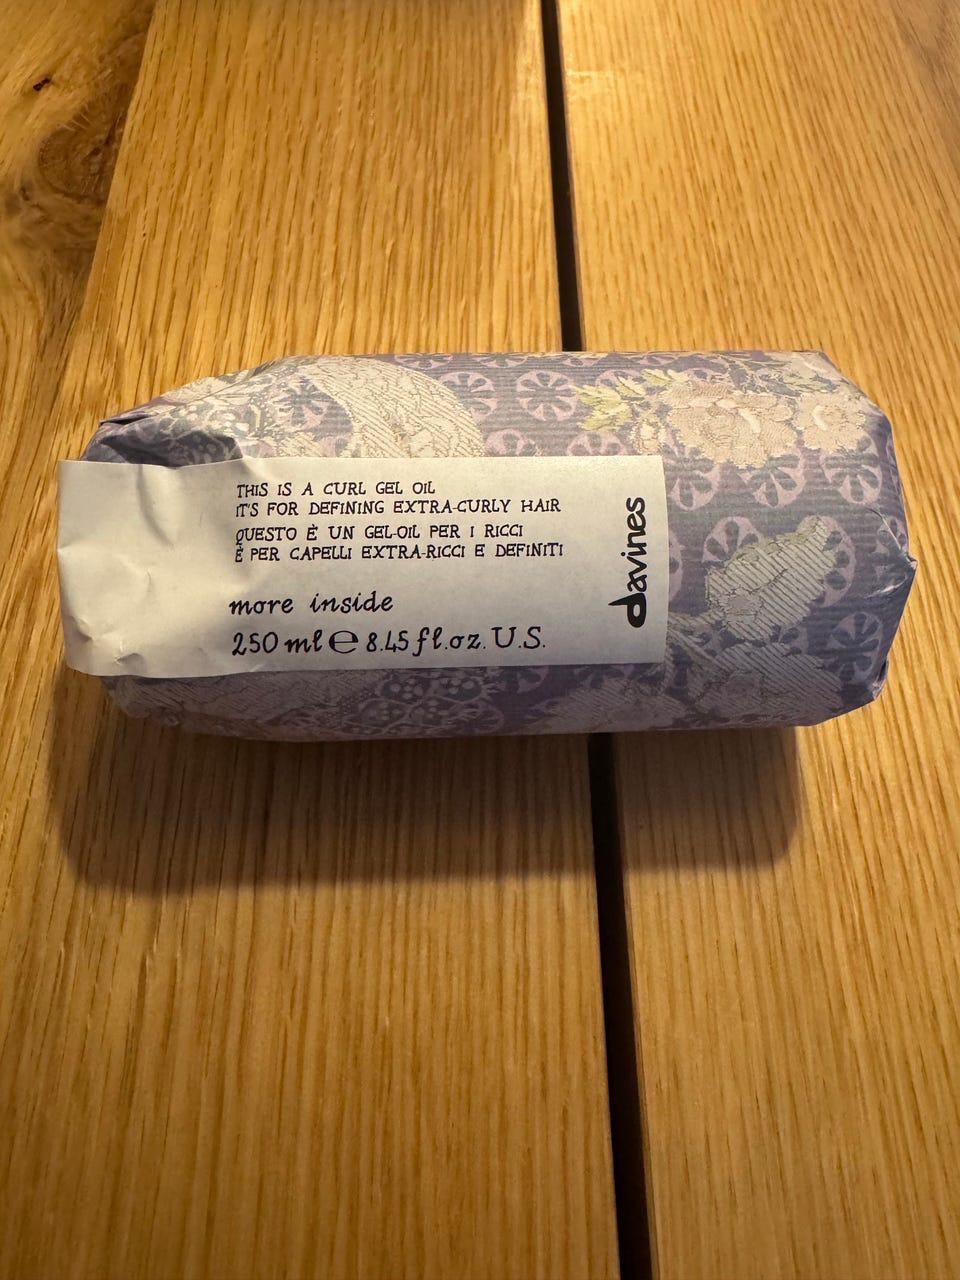 THIS IS A CURL GEL OIL
IT'S FOR DEFINING EXTRA-CURLY HAIR
QUESTO È UN GEL-OIL PER I RICCI
È PER CAPELLI EXTRA-RICCI E DEFINITI
more inside
250 ml ℮ 8.45 fl.oz. U.S.
davines